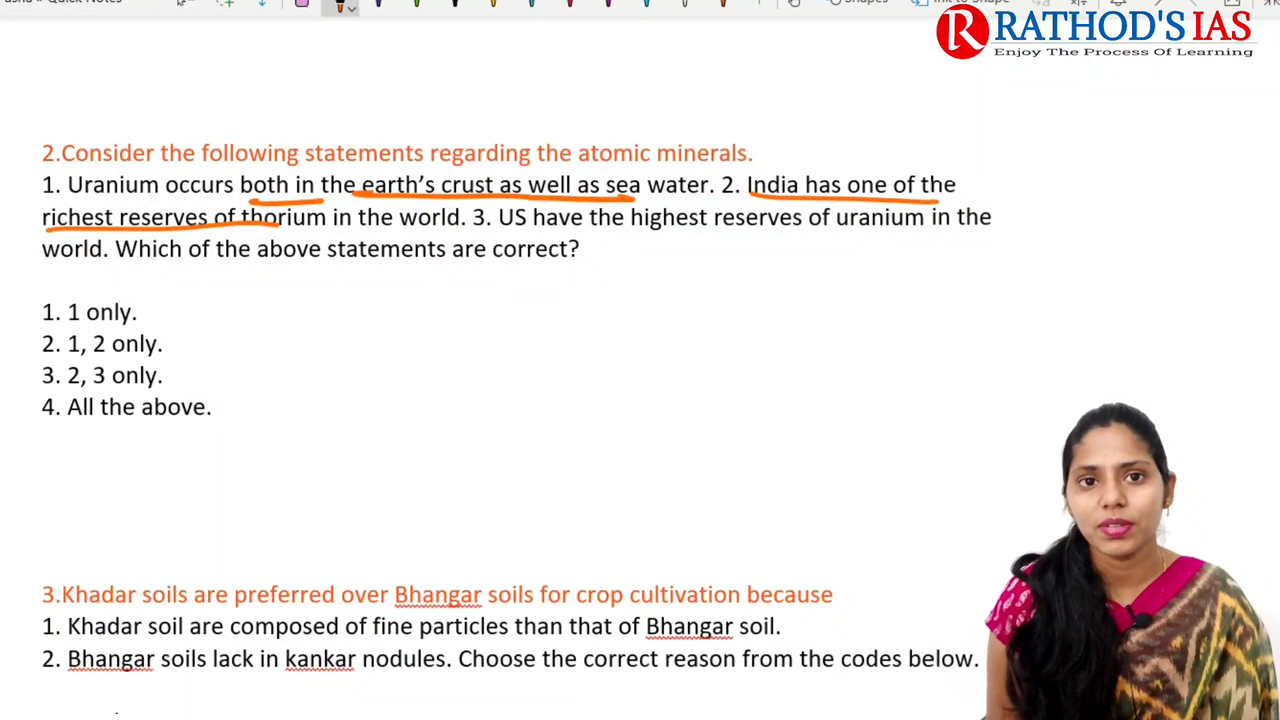 RATHOD'S IAS
Enjoy The Process Of Learning
2.Consider the following statements regarding the atomic minerals.
1. Uranium occurs both in the earth's crust as well as sea water. 2. India has one of the
richest reserves of thorium in the world. 3. US have the highest reserves of uranium in the
world. Which of the above statements are correct?
1. 1 only.
2. 1, 2 only.
3. 2, 3 only.
4. All the above.
3.Khadar soils are preferred over Bhangar soils for crop cultivation because
1. Khadar soil are composed of fine particles than that of Bhangar soil.
2. Bhangar soils lack in kankar nodules. Choose the correct reason from the codes below.